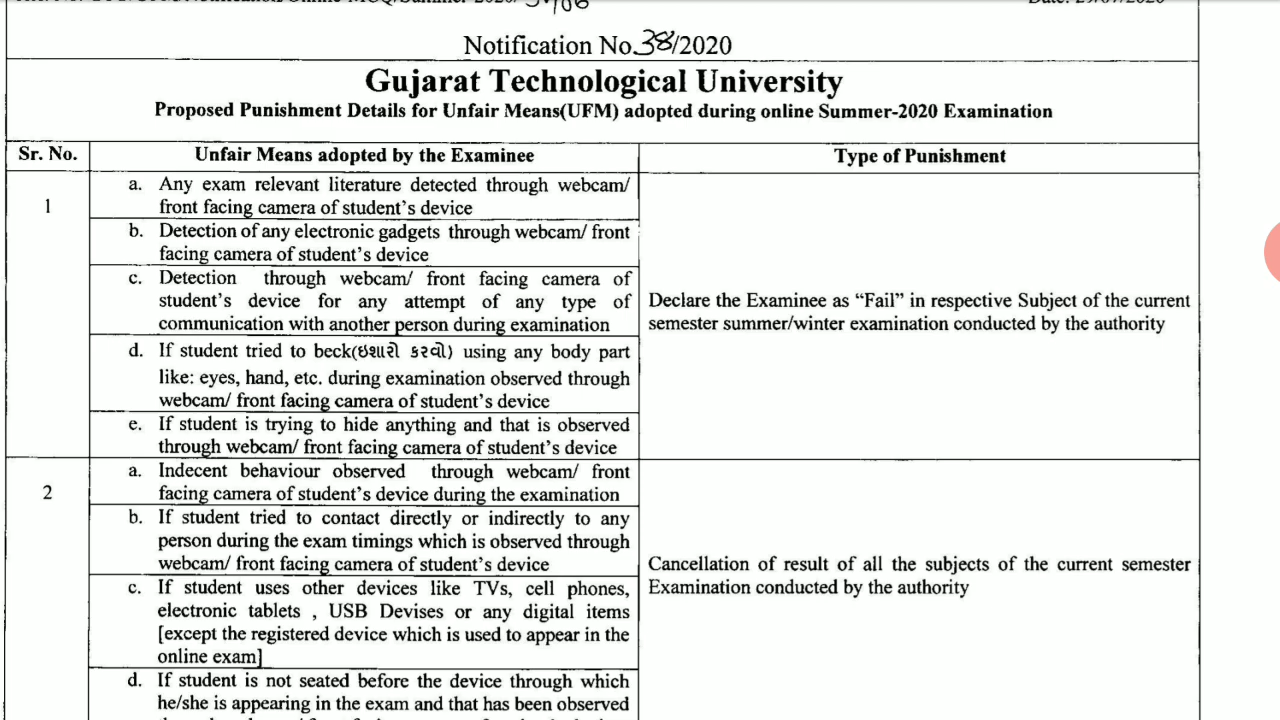 Notification No.38/2020
Gujarat Technological University
Proposed Punishment Details for Unfair Means(UFM) adopted during online Summer-2020 Examination
Sr. No.
Unfair Means adopted by the Examinee
Type of Punishment
1
a. Any exam relevant literature detected through webcam/
front facing camera of student's device
b. Detection of any electronic gadgets through webcam/ front
facing camera of student's device
c. Detection through webcam/ front facing camera of
student's device for any attempt of any type of
communication with another person during examination
d. If student tried to beck(ઇશારો કરવો) using any body part
like: eyes, hand, etc. during examination observed through
webcam/ front facing camera of student's device
e. If student is trying to hide anything and that is observed
through webcam/ front facing camera of student's device
Declare the Examinee as “Fail” in respective Subject of the current
semester summer/winter examination conducted by the authority
2
a. Indecent behaviour observed through webcam/ front
facing camera of student's device during the examination
b. If student tried to contact directly or indirectly to any
person during the exam timings which is observed through
webcam/ front facing camera of student's device
c. If student uses other devices like TVs, cell phones,
electronic tablets , USB Devises or any digital items
[except the registered device which is used to appear in the
online exam]
d. If student is not seated before the device through which
he/she is appearing in the exam and that has been observed
Cancellation of result of all the subjects of the current semester
Examination conducted by the authority